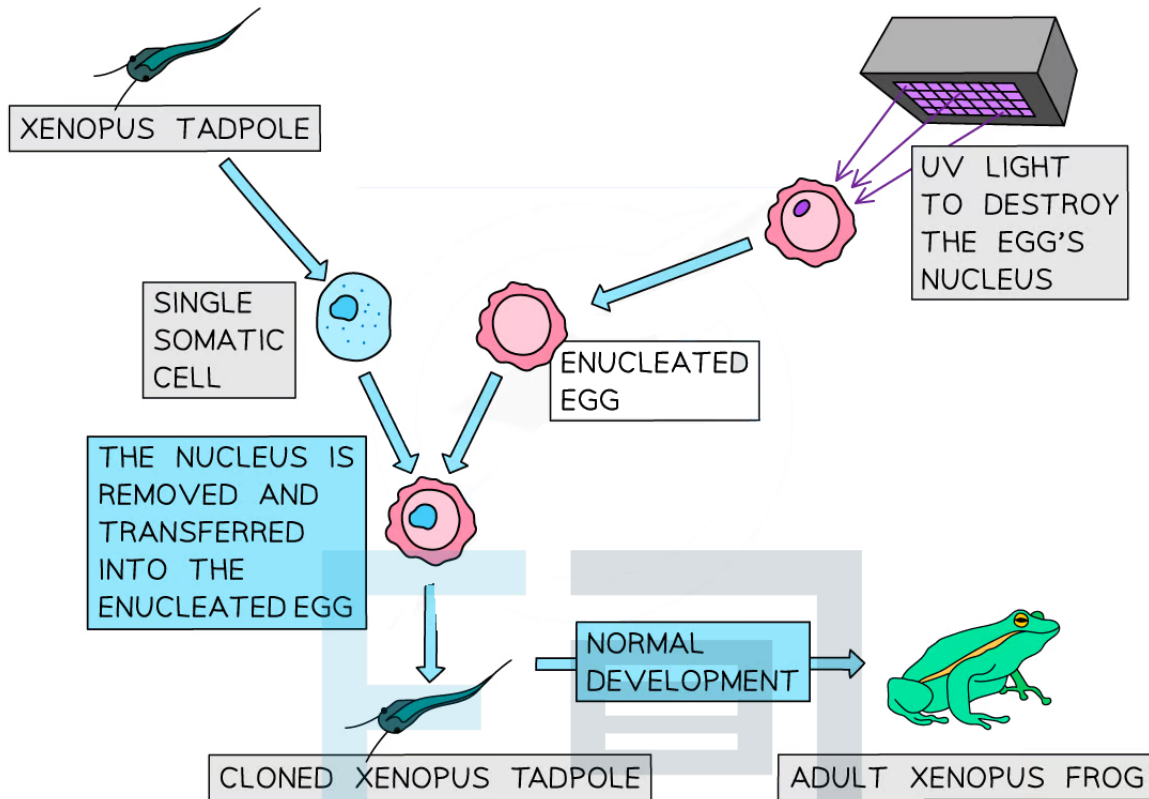 XENOPUS TADPOLE
UV LIGHT
TO DESTROY
THE EGG'S
NUCLEUS
SINGLE
SOMATIC
CELL
ENUCLEATED
EGG
THE NUCLEUS IS
REMOVED AND
TRANSFERRED
INTO THE
ENUCLEATED EGG
NORMAL
DEVELOPMENT
CLONED XENOPUS TADPOLE
ADULT XENOPUS FROG